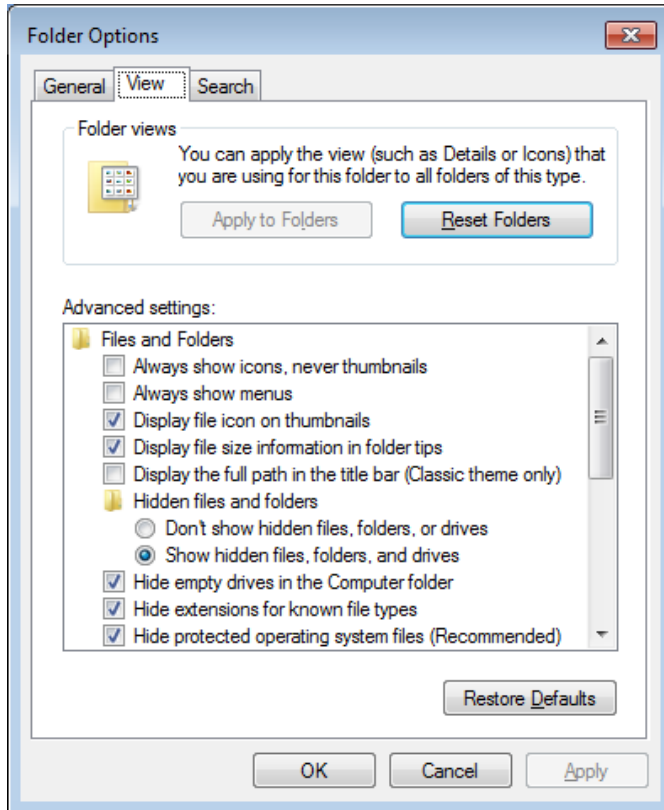 Folder Options
General View Search
Folder views
You can apply the view (such as Details or Icons) that
you are using for this folder to all folders of this type.
Apply to Folders Reset Folders
Advanced settings:
Files and Folders
Always show icons, never thumbnails
Always show menus
Display file icon on thumbnails
Display file size information in folder tips
Display the full path in the title bar (Classic theme only)
Hidden files and folders
Don't show hidden files, folders, or drives
Show hidden files, folders, and drives
Hide empty drives in the Computer folder
Hide extensions for known file types
Hide protected operating system files (Recommended)
Restore Defaults
OK Cancel Apply